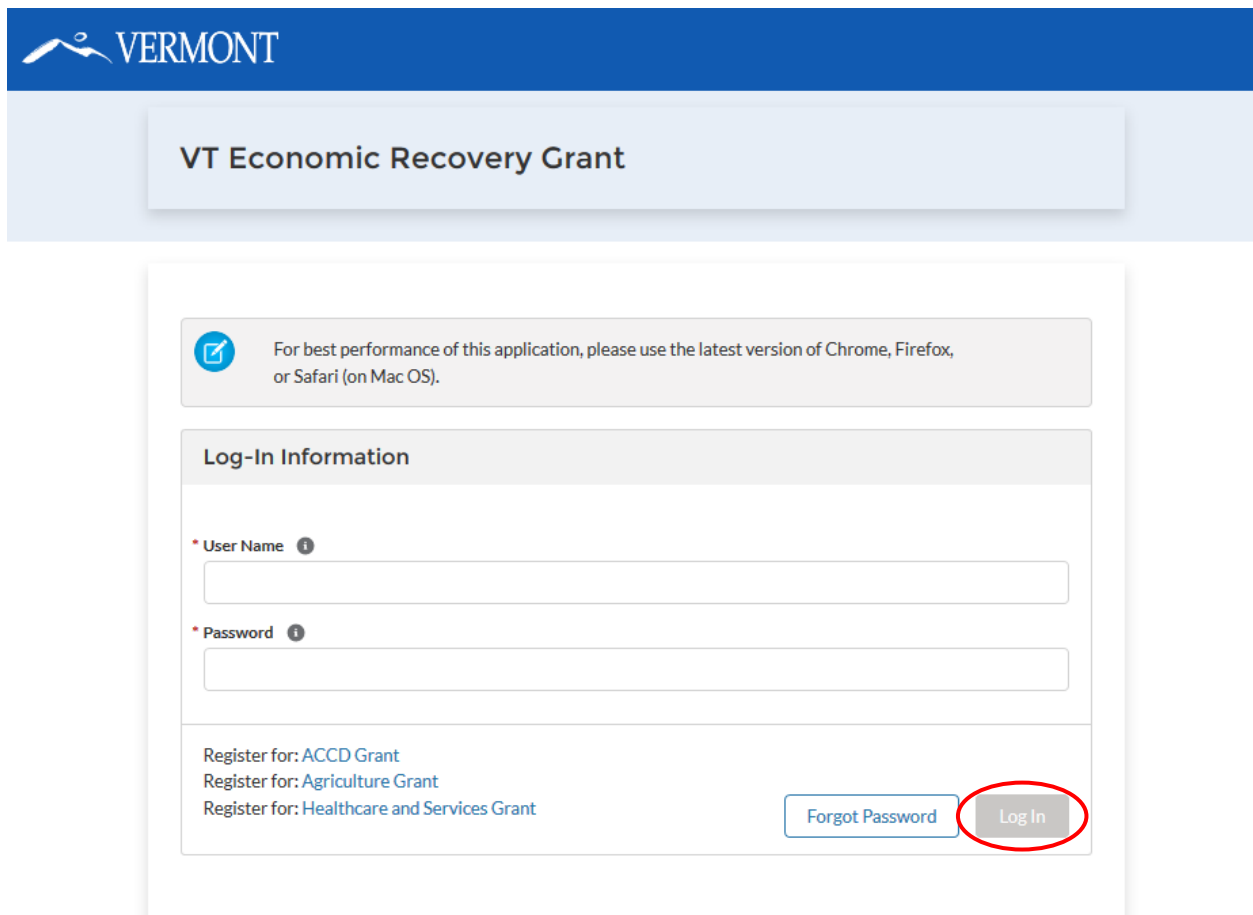 VERMONT
VT Economic Recovery Grant
For best performance of this application, please use the latest version of Chrome, Firefox,
or Safari (on Mac OS).
Log-In Information
* User Name
* Password
Register for: ACCD Grant
Register for: Agriculture Grant
Register for: Healthcare and Services Grant
Forgot Password
Log In